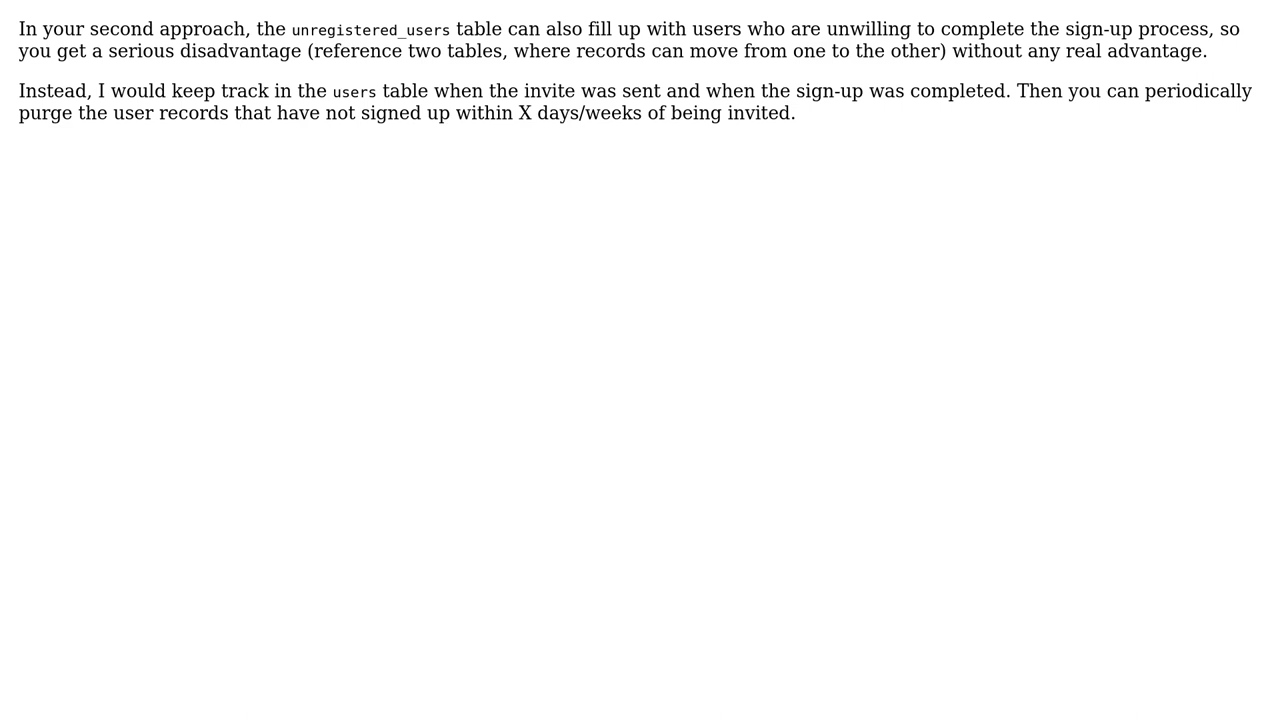 In your second approach, the unregistered_users table can also fill up with users who are unwilling to complete the sign-up process, so
you get a serious disadvantage (reference two tables, where records can move from one to the other) without any real advantage.
Instead, I would keep track in the users table when the invite was sent and when the sign-up was completed. Then you can periodically
purge the user records that have not signed up within X days/weeks of being invited.